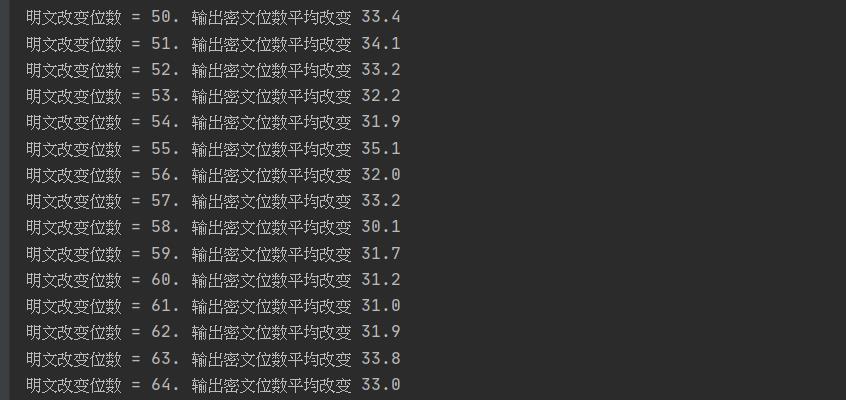 明文改变位数 = 50. 输出密文位数平均改变 33.4
明文改变位数 = 51. 输出密文位数平均改变 34.1
明文改变位数 = 52. 输出密文位数平均改变 33.2
明文改变位数 = 53. 输出密文位数平均改变 32.2
明文改变位数 = 54. 输出密文位数平均改变 31.9
明文改变位数 = 55. 输出密文位数平均改变 35.1
明文改变位数 = 56. 输出密文位数平均改变 32.0
明文改变位数 = 57. 输出密文位数平均改变 33.2
明文改变位数 = 58. 输出密文位数平均改变 30.1
明文改变位数 = 59. 输出密文位数平均改变 31.7
明文改变位数 = 60. 输出密文位数平均改变 31.2
明文改变位数 = 61. 输出密文位数平均改变 31.0
明文改变位数 = 62. 输出密文位数平均改变 31.9
明文改变位数 = 63. 输出密文位数平均改变 33.8
明文改变位数 = 64. 输出密文位数平均改变 33.0